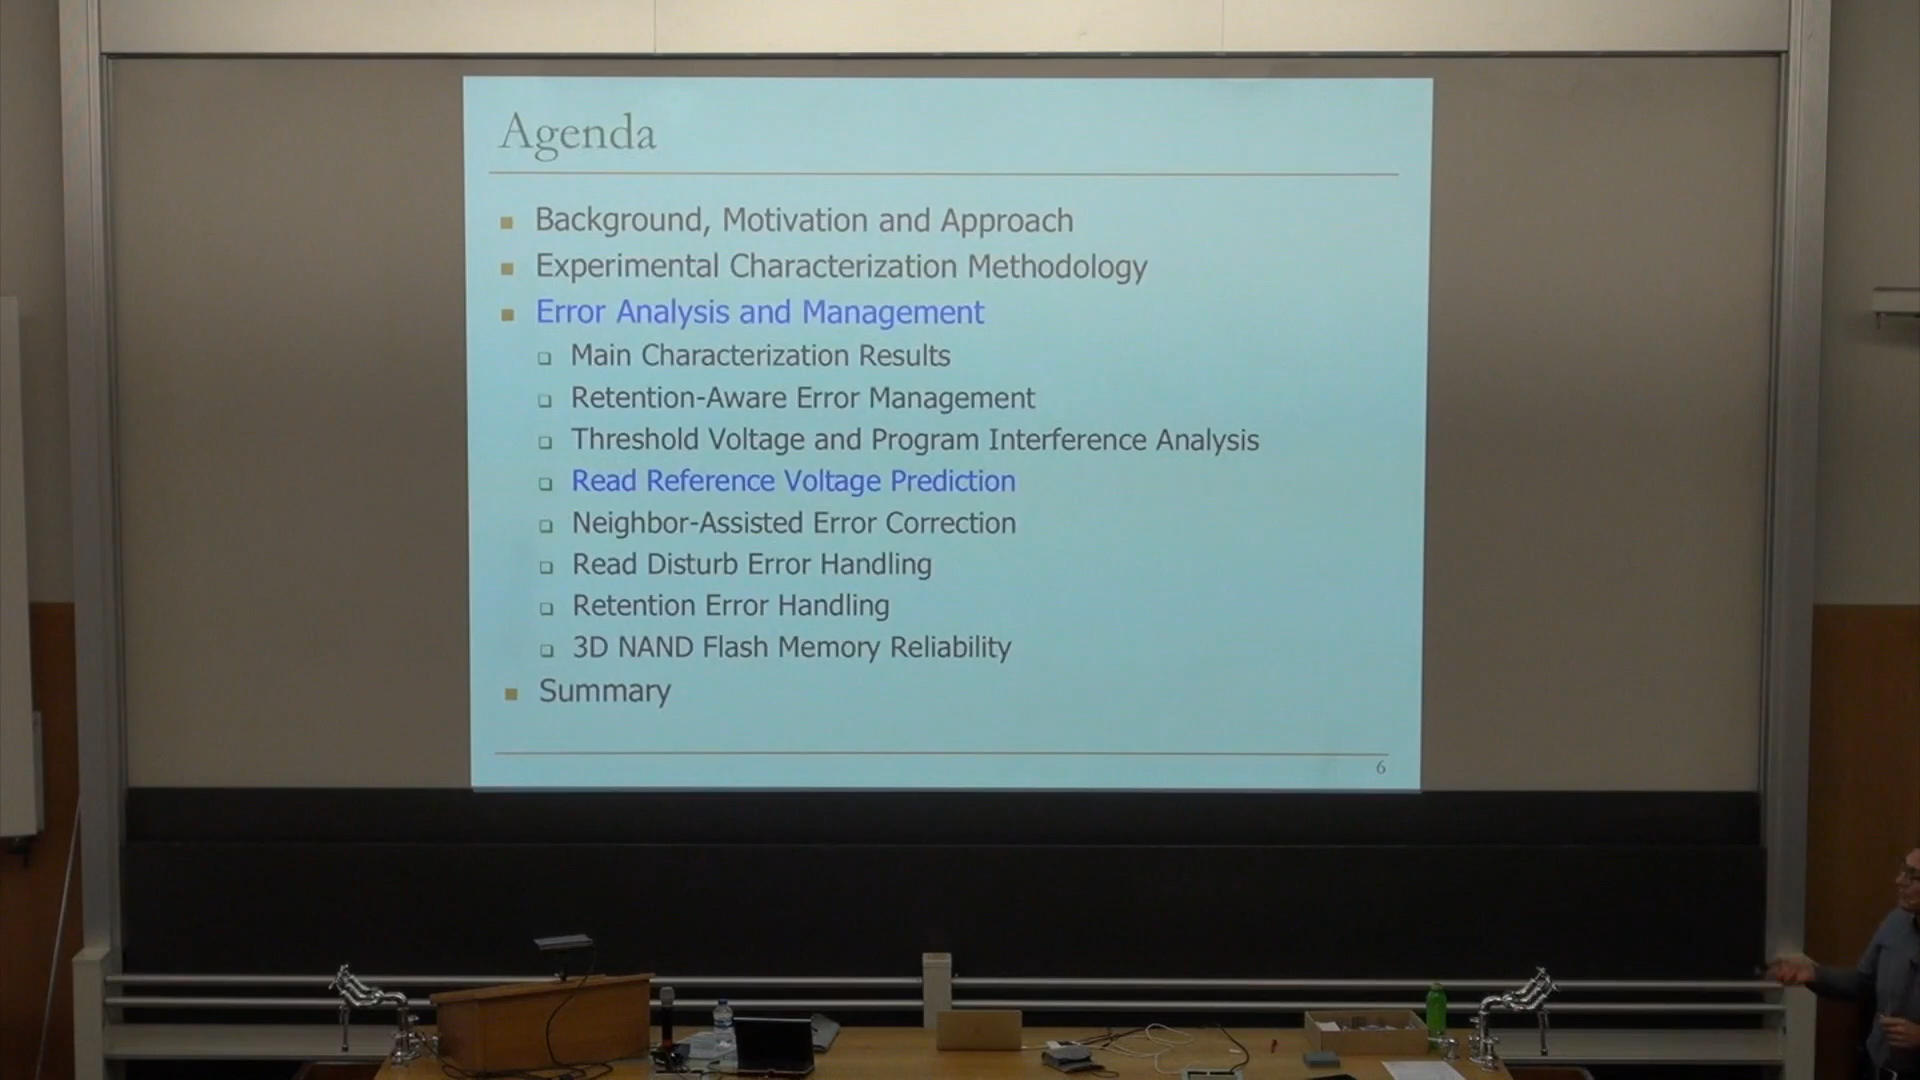 Agenda
Background, Motivation and Approach
Experimental Characterization Methodology
Error Analysis and Management
Main Characterization Results
Retention-Aware Error Management
Threshold Voltage and Program Interference Analysis
Read Reference Voltage Prediction
Neighbor-Assisted Error Correction
Read Disturb Error Handling
Retention Error Handling
3D NAND Flash Memory Reliability
Summary
6